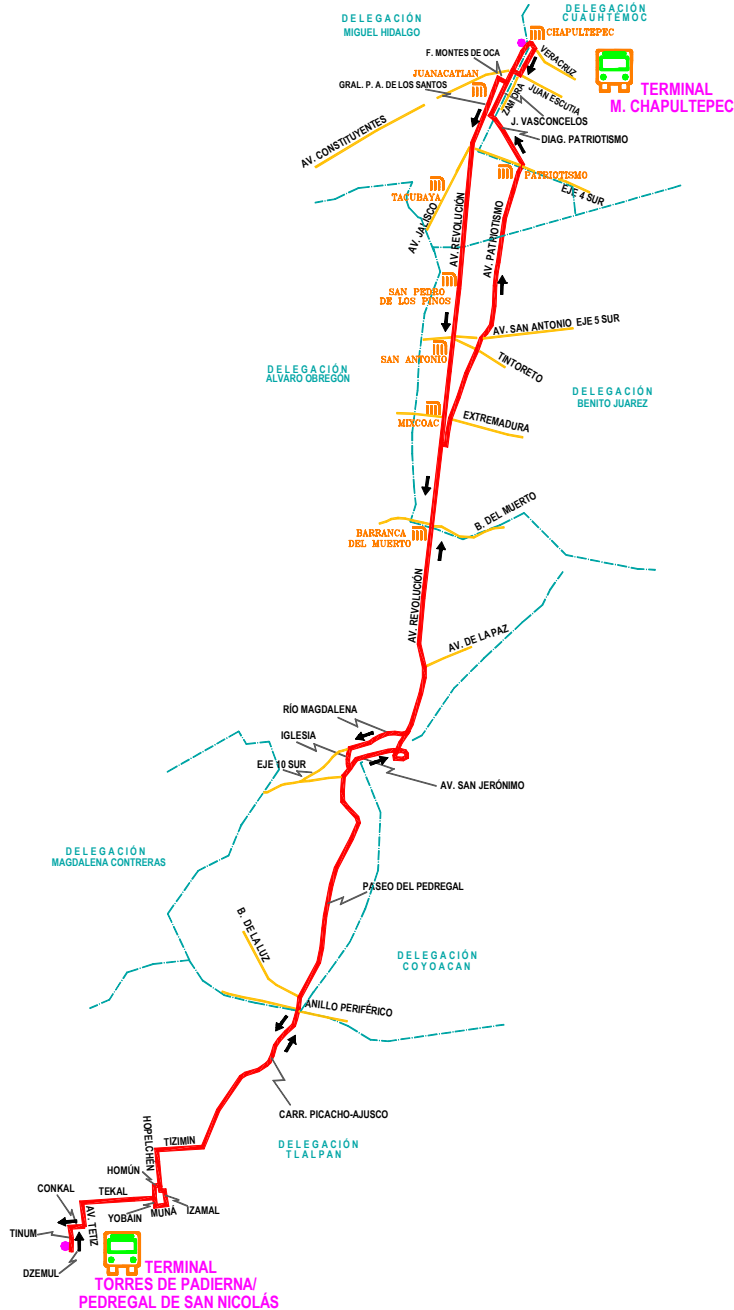 DELEGACIÓN
MIGUEL HIDALGO
DELEGACIÓN
CUAUHTÉMOC
CHAPULTEPEC
F. MONTES DE OCA
VERACRUZ
JUANACATLAN
GRAL. P. A. DE LOS SANTOS
ZAMORA
JUAN ESCUTIA
TERMINAL
M. CHAPULTEPEC
J. VASCONCELOS
DIAG. PATRIOTISMO
AV. CONSTITUYENTES
PATRIOTISMO
EJE 4 SUR
TACUBAYA
AV. JALISCO
AV. REVOLUCIÓN
AV. PATRIOTISMO
SAN PEDRO
DE LOS PINOS
AV. SAN ANTONIO EJE 5 SUR
SAN ANTONIO
TINTORETO
DELEGACIÓN
ALVARO OBREGÓN
DELEGACIÓN
BENITO JUAREZ
MIXCOAC
EXTREMADURA
B. DEL MUERTO
BARRANCA
DEL MUERTO
AV. REVOLUCIÓN
AV. DE LA PAZ
RÍO MAGDALENA
IGLESIA
EJE 10 SUR
AV. SAN JERÓNIMO
DELEGACIÓN
MAGDALENA CONTRERAS
PASEO DEL PEDREGAL
B. DE LA LUZ
DELEGACIÓN
COYOACAN
ANILLO PERIFÉRICO
CARR. PICACHO-AJUSCO
HOPELCHÉN
TIZIMIN
DELEGACIÓN
TLALPAN
HOMÚN
CONKAL
TEKAL
YOBAIN
MUNÁ
IZAMAL
AV. TETIZ
TINUM
DZEMUL
TERMINAL
TORRES DE PADIERNA/
PEDREGAL DE SAN NICOLÁS